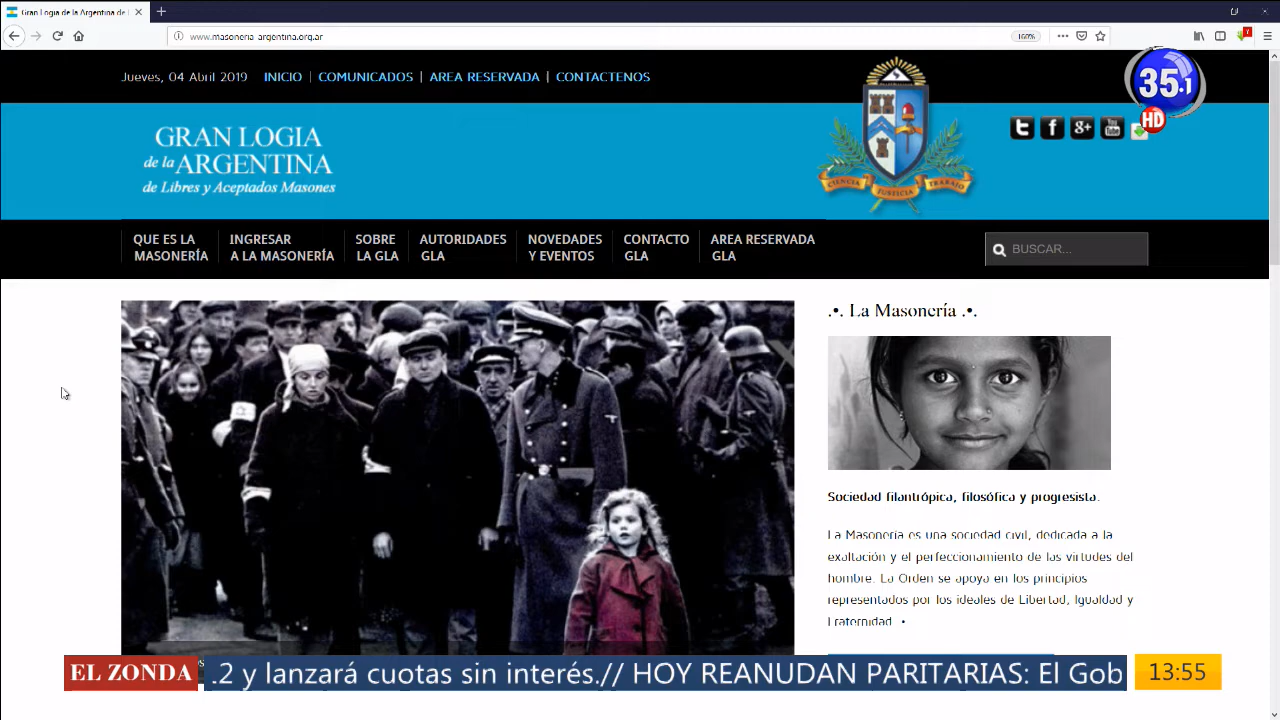 Gran Logia de la Argentina de
www.masoneria-argentina.org.ar
160%
7
Jueves, 04 Abril 2019
INICIO | COMUNICADOS | AREA RESERVADA | CONTACTENOS
35.1
HD
GRAN LOGIA
de la ARGENTINA
de Libres y Aceptados Masones
CIENCIA
JUSTICIA
TRABAJO
You
Tube
QUE ES LA
MASONERÍA
INGRESAR
A LA MASONERÍA
SOBRE
LA GLA
AUTORIDADES
GLA
NOVEDADES
Y EVENTOS
CONTACTO
GLA
AREA RESERVADA
GLA
BUSCAR...
.•. La Masonería .•.
Sociedad filantrópica, filosófica y progresista.
La Masonería es una sociedad civil, dedicada a la
exaltación y el perfeccionamiento de las virtudes del
hombre. La Orden se apoya en los principios
representados por los ideales de Libertad, Igualdad y
Fraternidad •
EL ZONDA
.2 y lanzará cuotas sin interés.// HOY REANUDAN PARITARIAS: El Gob
13:55